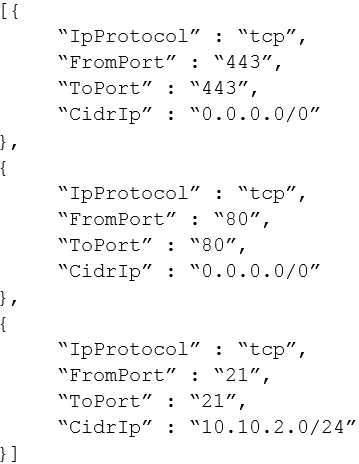 [{
“IpProtocol” : “tcp”,
“FromPort” : “443”,
“ToPort” : “443”,
“CidrIp” : “0.0.0.0/0”
},
{
“IpProtocol” : “tcp”,
“FromPort” : “80”,
“ToPort” : “80”,
“CidrIp” : “0.0.0.0/0”
},
{
“IpProtocol” : “tcp”,
“FromPort” : “21”,
“ToPort” : “21”,
“CidrIp” : “10.10.2.0/24”
}]